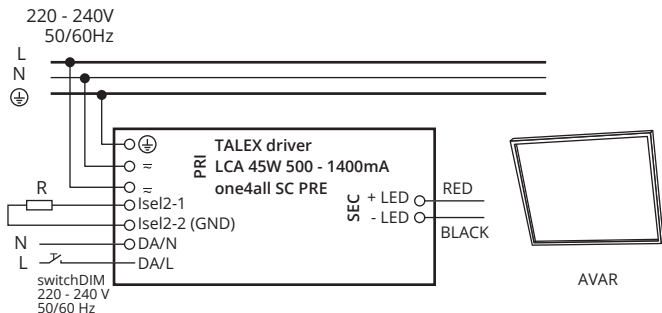 220 - 240V
50/60Hz
L
N
TALEX driver
LCA 45W 500 - 1400mA
one4all SC PRE
PRI
SEC
R
Isel2-1
Isel2-2 (GND)
N
DA/N
L
DA/L
switchDIM
220 - 240 V
50/60 Hz
+ LED
- LED
RED
BLACK
AVAR